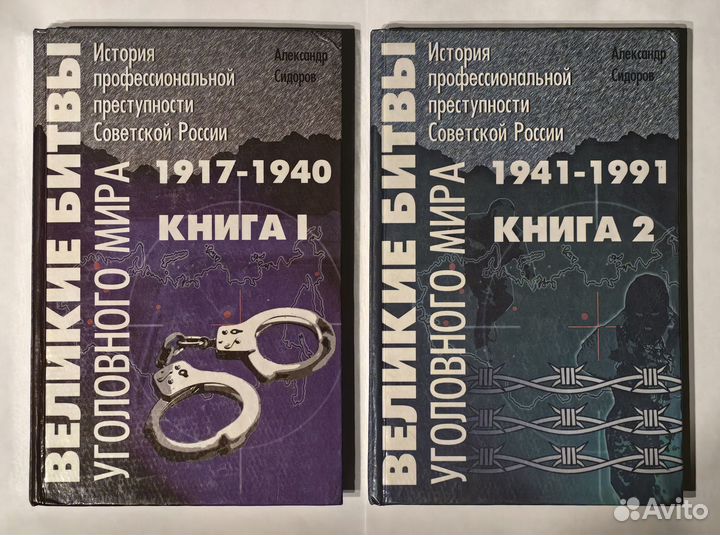 ВЕЛИКИЕ БИТВЫ
УГОЛОВНОГО МИРА
История
профессиональной
преступности
Советской России
Александр
Сидоров
1917-1940
КНИГА I
ВЕЛИКИЕ БИТВЫ
УГОЛОВНОГО МИРА
История
профессиональной
преступности
Советской России
Александр
Сидоров
1941-1991
КНИГА 2
Avito